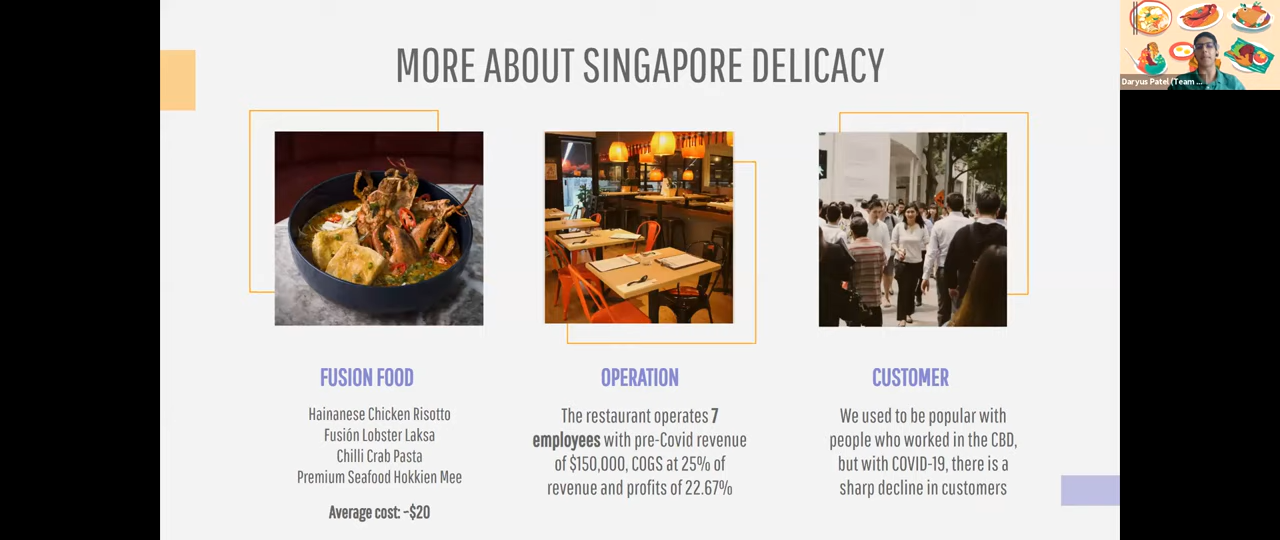 MORE ABOUT SINGAPORE DELICACY
Daryus Patel (Team ...
FUSION FOOD
Hainanese Chicken Risotto
Fusión Lobster Laksa
Chilli Crab Pasta
Premium Seafood Hokkien Mee
Average cost: ~$20
OPERATION
The restaurant operates 7
employees with pre-Covid revenue
of $150,000, COGS at 25% of
revenue and profits of 22.67%
CUSTOMER
We used to be popular with
people who worked in the CBD,
but with COVID-19, there is a
sharp decline in customers